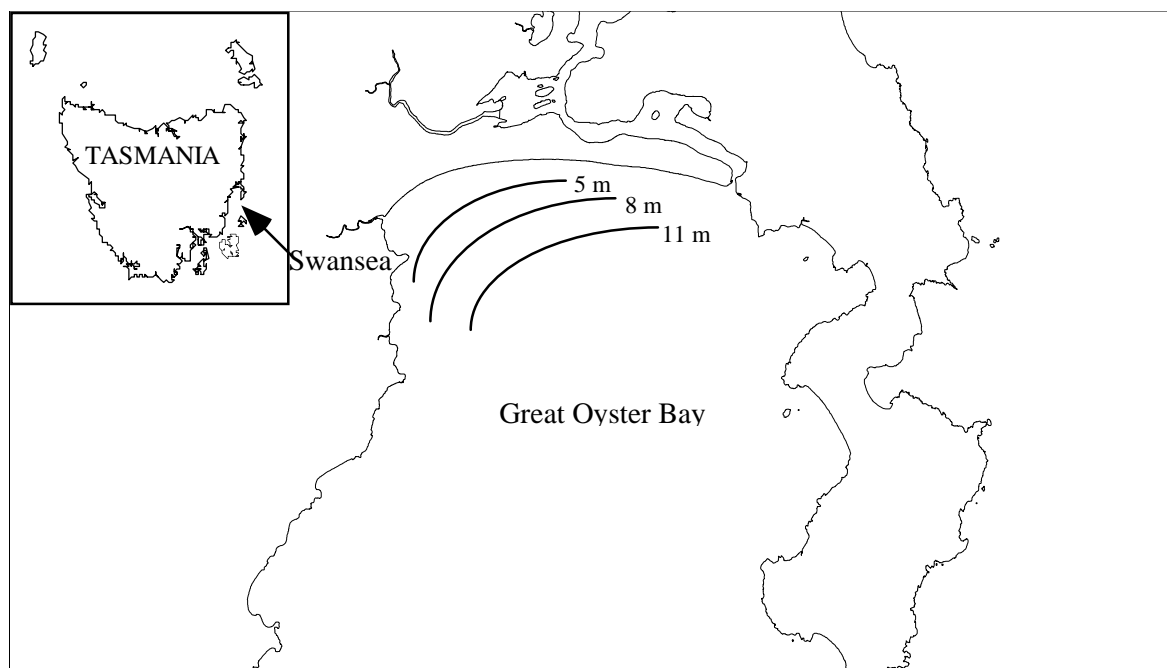 TASMANIA
5 m
8 m
11 m
Swansea
Great Oyster Bay